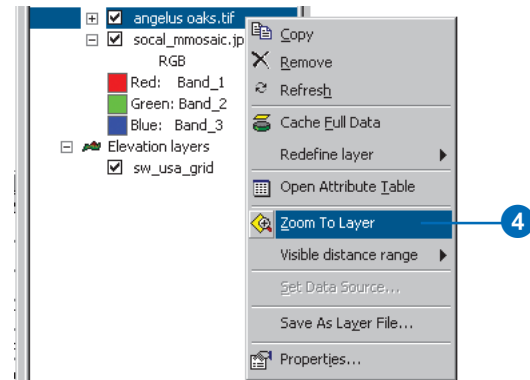 angelus oaks.tif
socal_mmosaic.jp
RGB
Red: Band_1
Green: Band_2
Blue: Band_3
Elevation layers
sw_usa_grid
Copy
Remove
Refresh
Cache Full Data
Redefine layer
Open Attribute Table
Zoom To Layer
4
Visible distance range
Set Data Source...
Save As Layer File...
Properties...